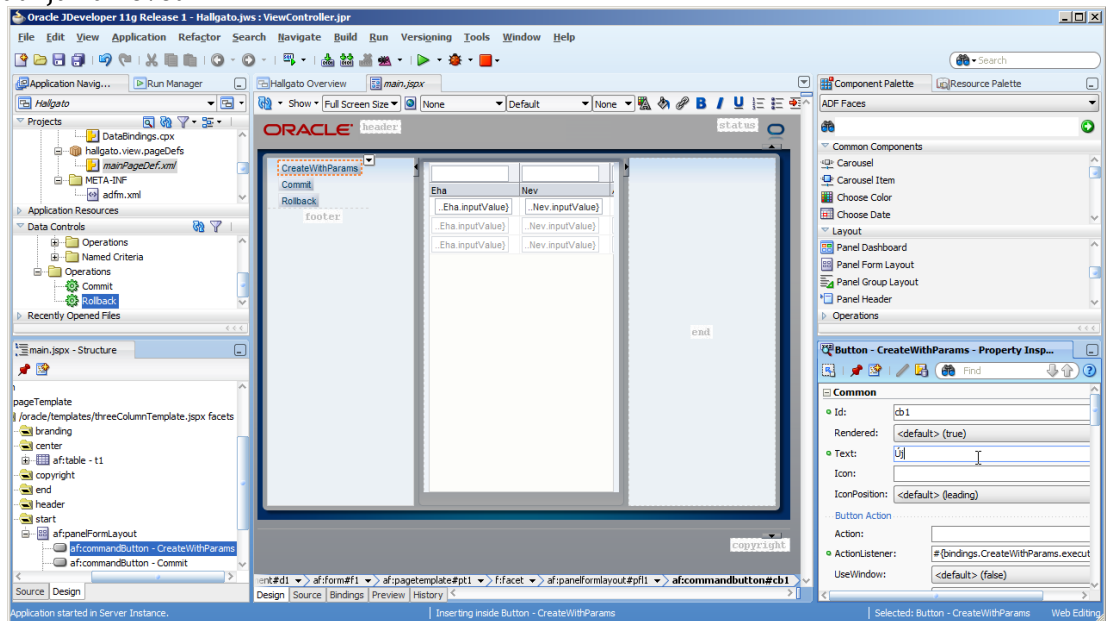 Oracle JDeveloper 11g Release 1 - Hallgato.jws : ViewController.jpr
File Edit View Application Refactor Search Navigate Build Run Versioning Tools Window Help
Search
Application Navig... Run Manager
Hallgato
Projects
DataBindings.cpx
hallgato.view.pageDefs
mainPageDef.xml
META-INF
adfm.xml
Application Resources
Data Controls
Operations
Named Criteria
Operations
Commit
Rollback
Recently Opened Files
main.jspx - Structure
pageTemplate
/oracle/templates/threeColumnTemplate.jspx facets
branding
center
af:table - t1
copyright
end
header
start
af:panelFormLayout
af:commandButton - CreateWithParams
af:commandButton - Commit
Source Design
Hallgato Overview main.jspx
Show Full Screen Size None Default None B I U
ORACLE header status
CreateWithParams
Commit
Rollback
footer
Eha Nev
..Eha.inputValue} ..Nev.inputValue}
..Eha.inputValue} ..Nev.inputValue}
..Eha.inputValue} ..Nev.inputValue}
end
copyright
ent#d1 af:form#f1 af:pagetemplate#pt1 f:facet af:panelformlayout#pfl1 af:commandbutton#cb1
Design Source Bindings Preview History
Component Palette Resource Palette
ADF Faces
Common Components
Carousel
Carousel Item
Choose Color
Choose Date
Layout
Panel Dashboard
Panel Form Layout
Panel Group Layout
Panel Header
Operations
Button - CreateWithParams - Property Insp...
Find
Common
Id: cb1
Rendered: <default> (true)
Text: Új
Icon:
IconPosition: <default> (leading)
Button Action
Action:
ActionListener: #{bindings.CreateWithParams.execut
UseWindow: <default> (false)
Application started in Server Instance. Inserting inside Button - CreateWithParams Selected: Button - CreateWithParams Web Editing